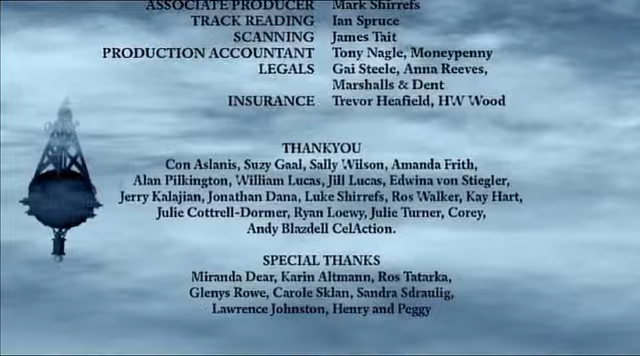 ASSOCIATE PRODUCER Mark Shirrefs
TRACK READING Ian Spruce
SCANNING James Tait
PRODUCTION ACCOUNTANT Tony Nagle, Moneypenny
LEGALS Gai Steele, Anna Reeves,
Marshalls & Dent
INSURANCE Trevor Heafield, HW Wood
THANKYOU
Con Aslanis, Suzy Gaal, Sally Wilson, Amanda Frith,
Alan Pilkington, William Lucas, Jill Lucas, Edwina von Stiegler,
Jerry Kalajian, Jonathan Dana, Luke Shirrefs, Ros Walker, Kay Hart,
Julie Cottrell-Dormer, Ryan Loewy, Julie Turner, Corey,
Andy Blazdell CelAction.
SPECIAL THANKS
Miranda Dear, Karin Altmann, Ros Tatarka,
Glenys Rowe, Carole Sklan, Sandra Sdraulig,
Lawrence Johnston, Henry and Peggy